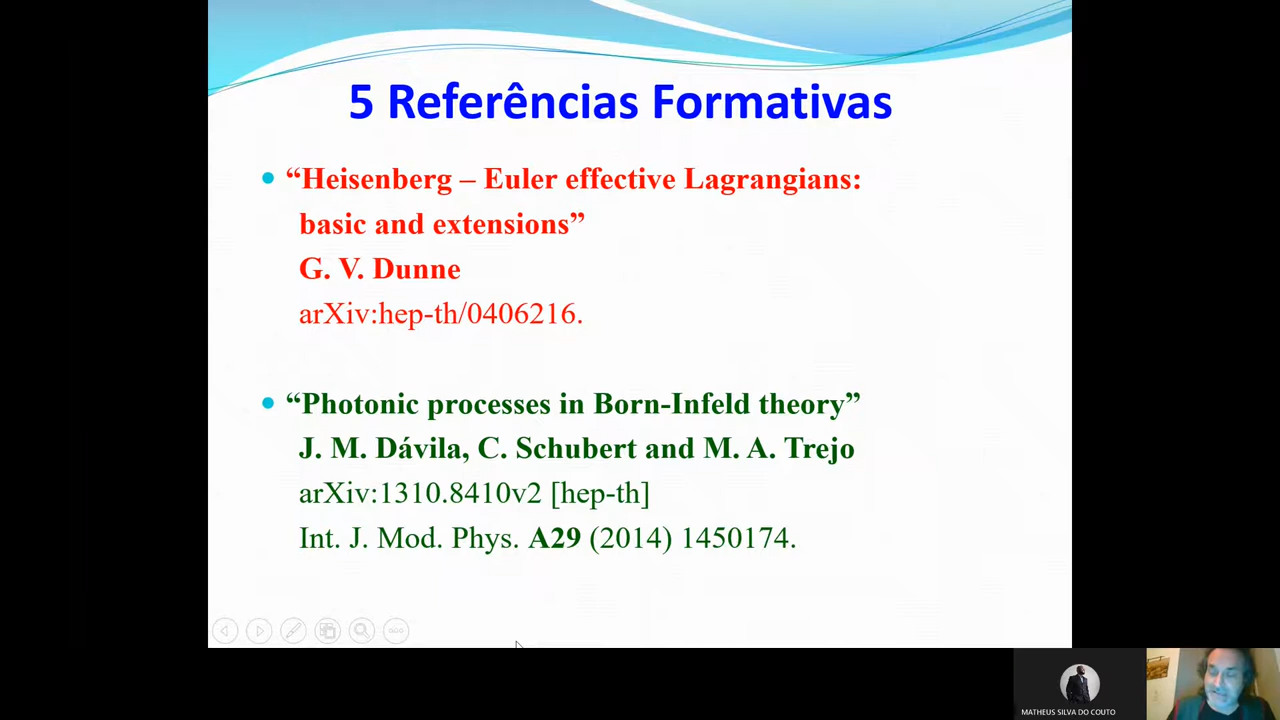 5 Referências Formativas
• “Heisenberg – Euler effective Lagrangians:
basic and extensions”
G. V. Dunne
arXiv:hep-th/0406216.
• “Photonic processes in Born-Infeld theory”
J. M. Dávila, C. Schubert and M. A. Trejo
arXiv:1310.8410v2 [hep-th]
Int. J. Mod. Phys. A29 (2014) 1450174.
MATHEUS SILVA DO COUTO